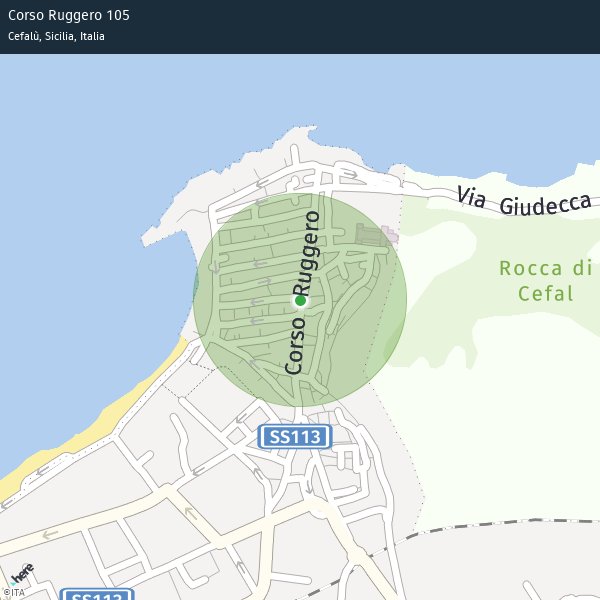 Corso Ruggero 105
Cefalù, Sicilia, Italia
Via Giudecca
Corso Ruggero
Rocca di
Cefal
SS113
here
SS113
©ITA